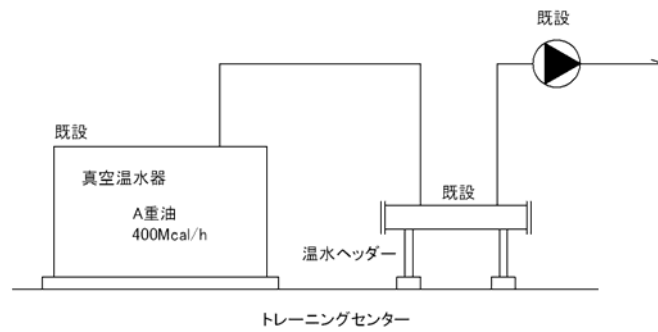 既設
既設
真空温水器
A重油
400Mcal/h
既設
温水ヘッダー
トレーニングセンター